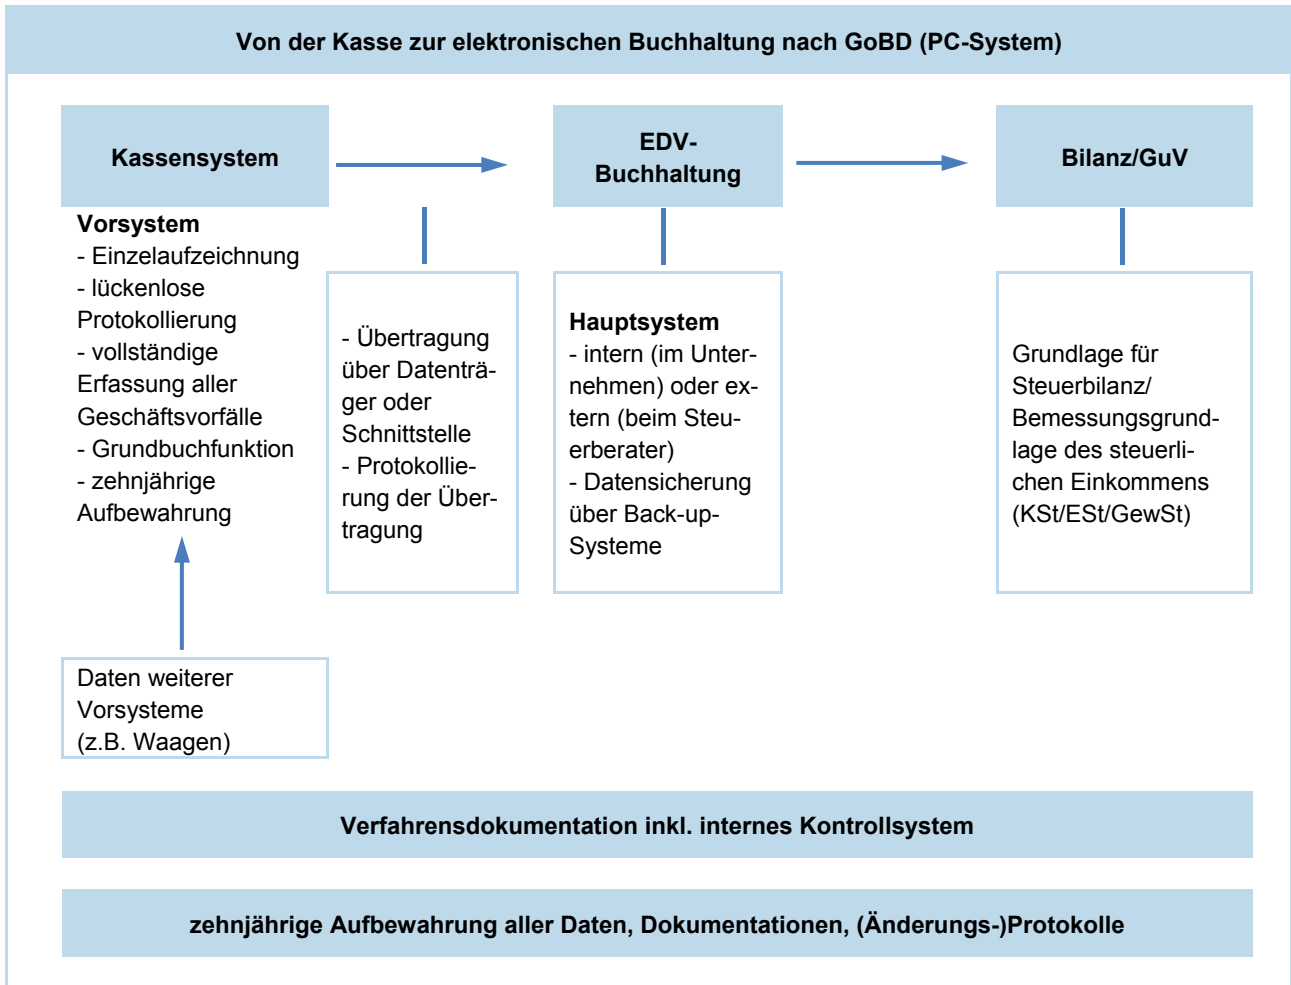 Von der Kasse zur elektronischen Buchhaltung nach GoBD (PC-System)
Kassensystem
EDV-
Buchhaltung
Bilanz/GuV
Vorsystem
- Einzelaufzeichnung
- lückenlose
Protokollierung
- vollständige
Erfassung aller
Geschäftsvorfälle
- Grundbuchfunktion
- zehnjährige
Aufbewahrung
- Übertragung
über Datenträ-
ger oder
Schnittstelle
- Protokollie-
rung der Über-
tragung
Hauptsystem
- intern (im Unter-
nehmen) oder ex-
tern (beim Steu-
erberater)
- Datensicherung
über Back-up-
Systeme
Grundlage für
Steuerbilanz/
Bemessungsgrund-
lage des steuerli-
chen Einkommens
(KSt/ESt/GewSt)
Daten weiterer
Vorsysteme
(z.B. Waagen)
Verfahrensdokumentation inkl. internes Kontrollsystem
zehnjährige Aufbewahrung aller Daten, Dokumentationen, (Änderungs-)Protokolle